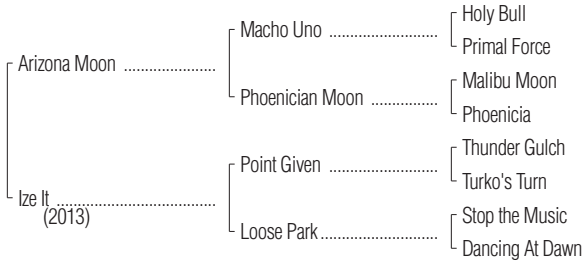 Holy Bull
Macho Uno ..............................
Primal Force
Arizona Moon .........................
Malibu Moon
Phoenician Moon ..................
Phoenicia
Thunder Gulch
Point Given ..............................
Turko's Turn
Ize It ...........................................
(2013)
Stop the Music
Loose Park................................
Dancing At Dawn